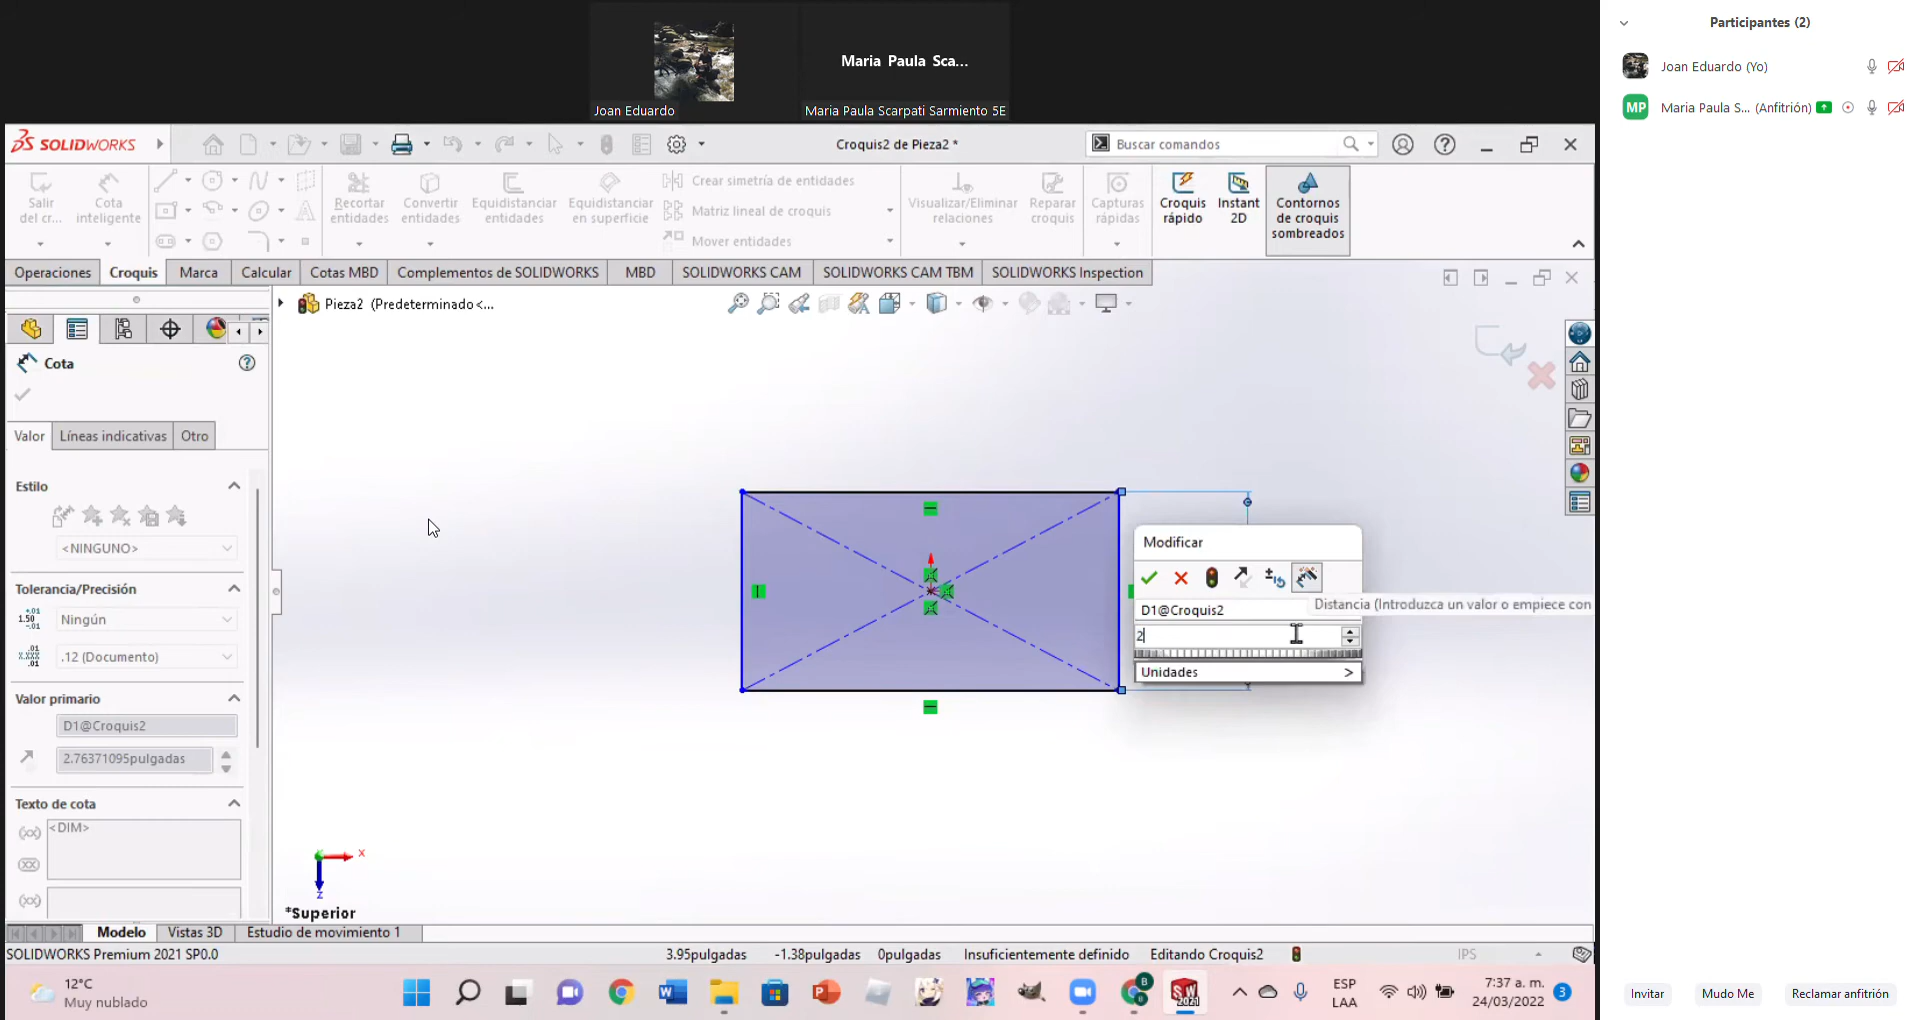 Participantes (2)
Joan Eduardo
Maria Paula Sca...
Maria Paula Scarpati Sarmiento 5E
Joan Eduardo (Yo)
MP Maria Paula S... (Anfitrión)
SOLIDWORKS
Croquis2 de Pieza2 *
Buscar comandos
Salir del cr...
Cota inteligente
Recortar entidades
Convertir entidades
Equidistanciar entidades
Equidistanciar en superficie
Crear simetría de entidades
Matriz lineal de croquis
Mover entidades
Visualizar/Eliminar relaciones
Reparar croquis
Capturas rápidas
Croquis rápido
Instant 2D
Contornos de croquis sombreados
Operaciones Croquis Marca Calcular Cotas MBD Complementos de SOLIDWORKS MBD SOLIDWORKS CAM SOLIDWORKS CAM TBM SOLIDWORKS Inspection
Pieza2 (Predeterminado<...
Cota
Valor Líneas indicativas Otro
Estilo
<NINGUNO>
Tolerancia/Precisión
Ningún
.12 (Documento)
Valor primario
D1@Croquis2
2.76371095pulgadas
Texto de cota
<DIM>
Modificar
D1@Croquis2
Distancia (Introduzca un valor o empiece con
2
Unidades >
X
Z
*Superior
Modelo Vistas 3D Estudio de movimiento 1
SOLIDWORKS Premium 2021 SP0.0
3.95pulgadas -1.38pulgadas 0pulgadas Insuficientemente definido Editando Croquis2 IPS
12°C
Muy nublado
ESP
LAA
7:37 a. m.
24/03/2022
3
Invitar Mudo Me Reclamar anfitrión